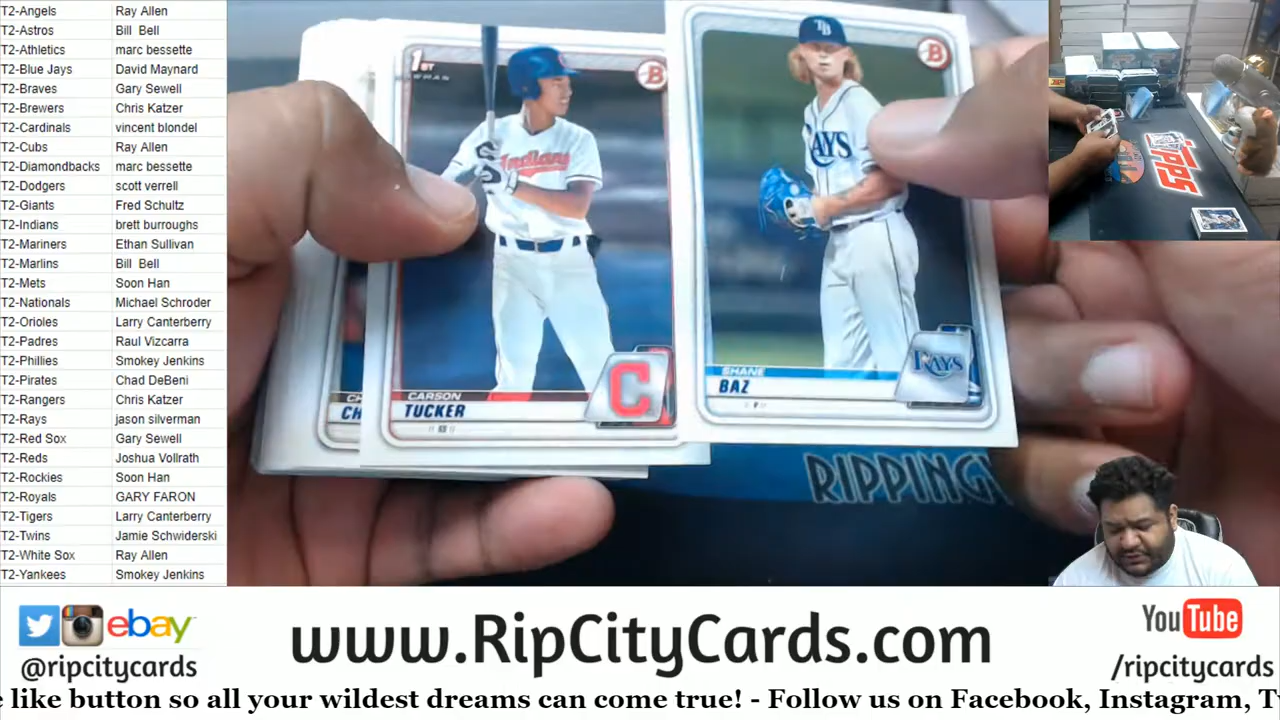 T2-Angels Ray Allen
T2-Astros Bill Bell
T2-Athletics marc bessette
T2-Blue Jays David Maynard
T2-Braves Gary Sewell
T2-Brewers Chris Katzer
T2-Cardinals vincent blondel
T2-Cubs Ray Allen
T2-Diamondbacks marc bessette
T2-Dodgers scott verrell
T2-Giants Fred Schultz
T2-Indians brett burroughs
T2-Mariners Ethan Sullivan
T2-Marlins Bill Bell
T2-Mets Soon Han
T2-Nationals Michael Schroder
T2-Orioles Larry Canterberry
T2-Padres Raul Vizcarra
T2-Phillies Smokey Jenkins
T2-Pirates Chad DeBeni
T2-Rangers Chris Katzer
T2-Rays jason silverman
T2-Red Sox Gary Sewell
T2-Reds Joshua Vollrath
T2-Rockies Soon Han
T2-Royals GARY FARON
T2-Tigers Larry Canterberry
T2-Twins Jamie Schwiderski
T2-White Sox Ray Allen
T2-Yankees Smokey Jenkins
1ST
B
Indians
C
CARSON
TUCKER
CH
TB
B
RAYS
RAYS
SHANE
BAZ
RIPPING
ebay
@ripcitycards
www.RipCityCards.com
YouTube
/ripcitycards
e like button so all your wildest dreams can come true! - Follow us on Facebook, Instagram, T